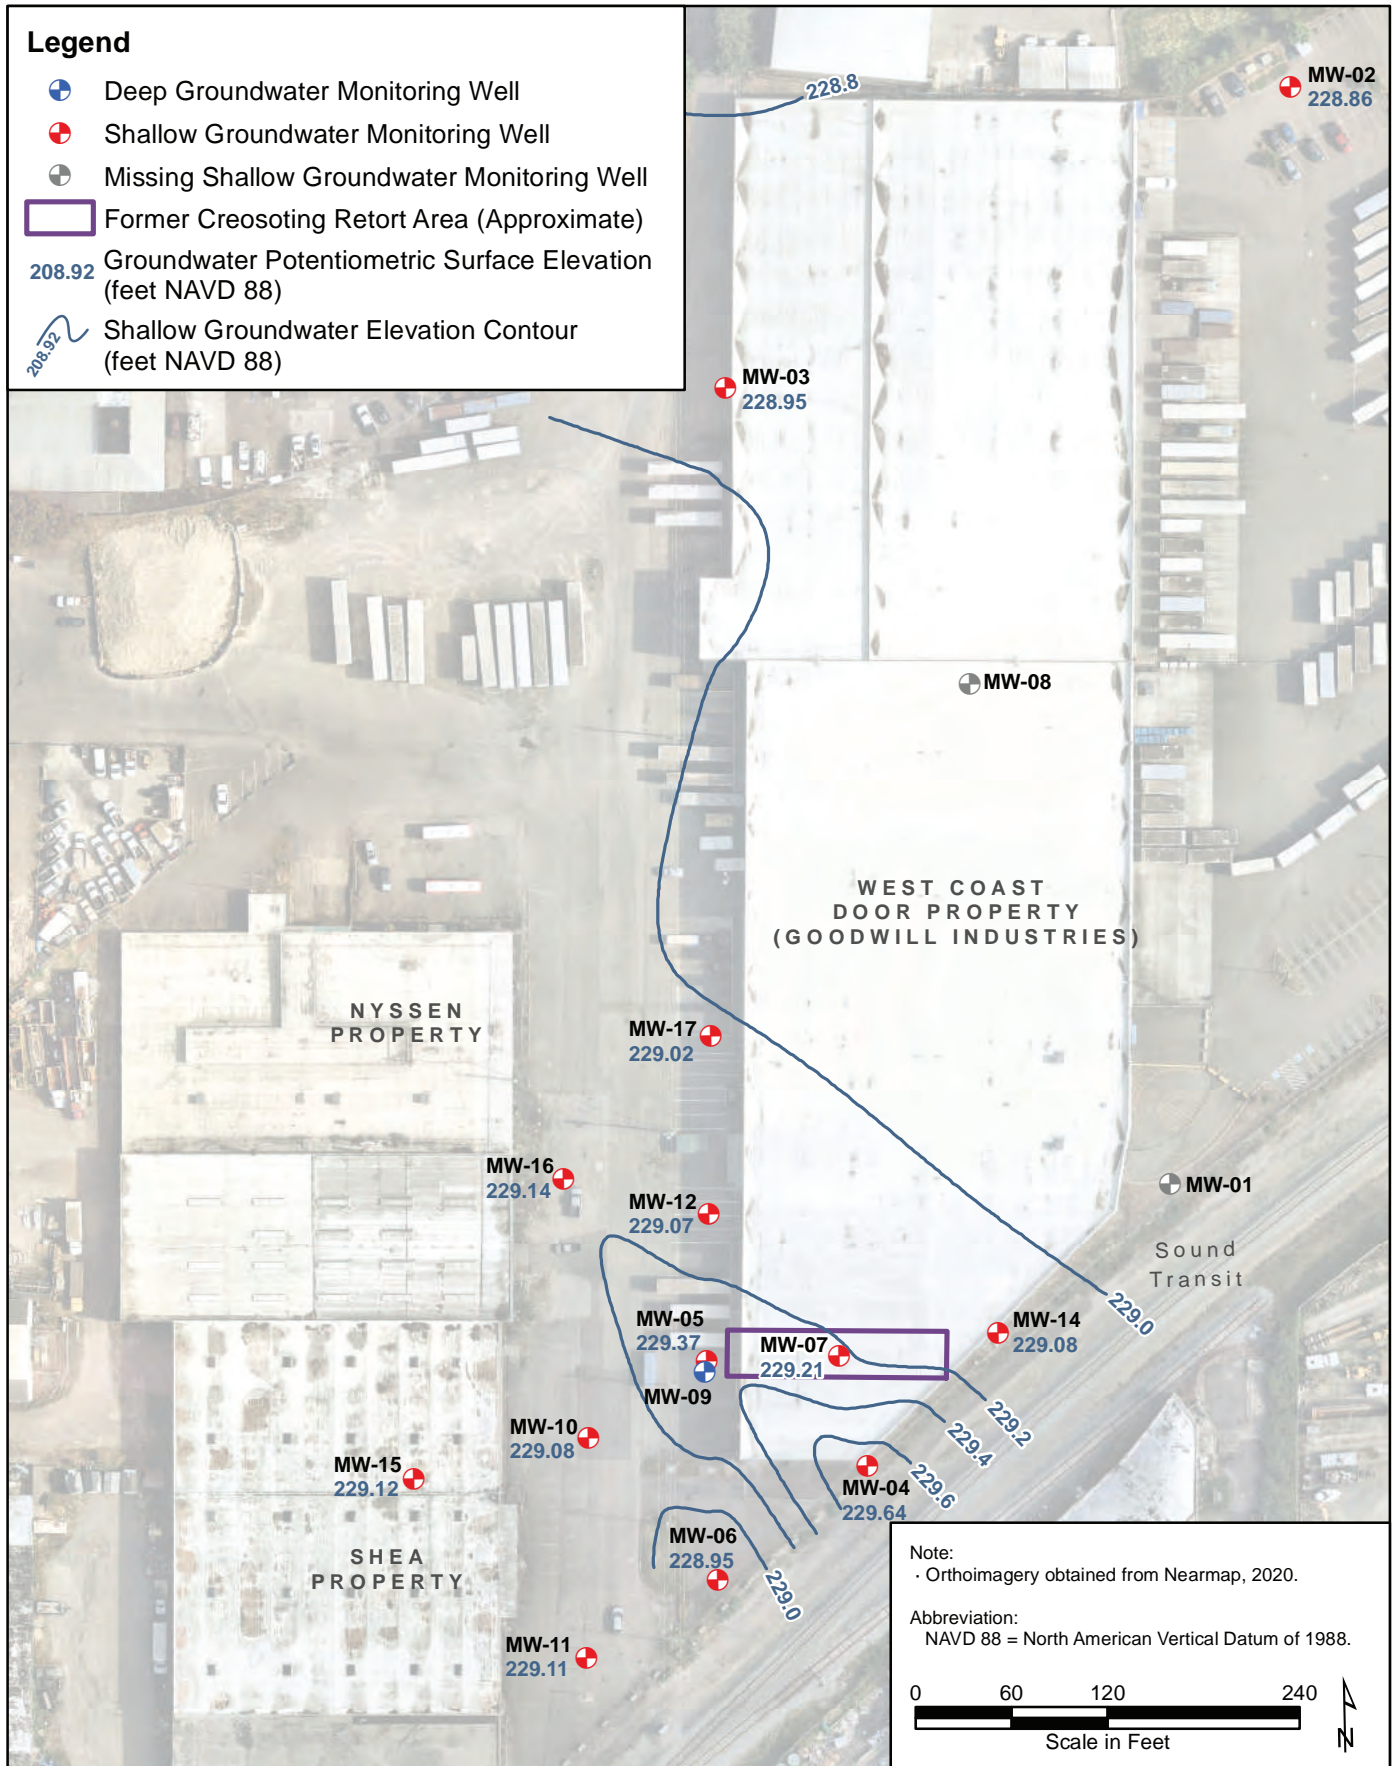 Legend
Deep Groundwater Monitoring Well
Shallow Groundwater Monitoring Well
Missing Shallow Groundwater Monitoring Well
Former Creosoting Retort Area (Approximate)
208.92 Groundwater Potentiometric Surface Elevation
(feet NAVD 88)
208.92 Shallow Groundwater Elevation Contour
(feet NAVD 88)
228.8
MW-02
228.86
MW-03
228.95
MW-08
WEST COAST
DOOR PROPERTY
(GOODWILL INDUSTRIES)
NYSSEN
PROPERTY
MW-17
229.02
MW-16
229.14
MW-12
229.07
MW-01
Sound
Transit
229.0
MW-05
229.37
MW-07
229.21
MW-14
229.08
MW-09
229.2
229.4
229.6
MW-10
229.08
MW-15
229.12
MW-04
229.64
MW-06
228.95
229.0
SHEA
PROPERTY
MW-11
229.11
Note:
· Orthoimagery obtained from Nearmap, 2020.
Abbreviation:
NAVD 88 = North American Vertical Datum of 1988.
0 60 120 240
Scale in Feet
N